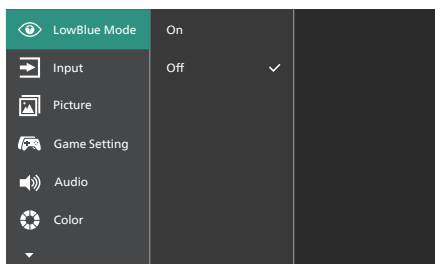 LowBlue Mode
On
Input
Off
Picture
Game Setting
Audio
Color